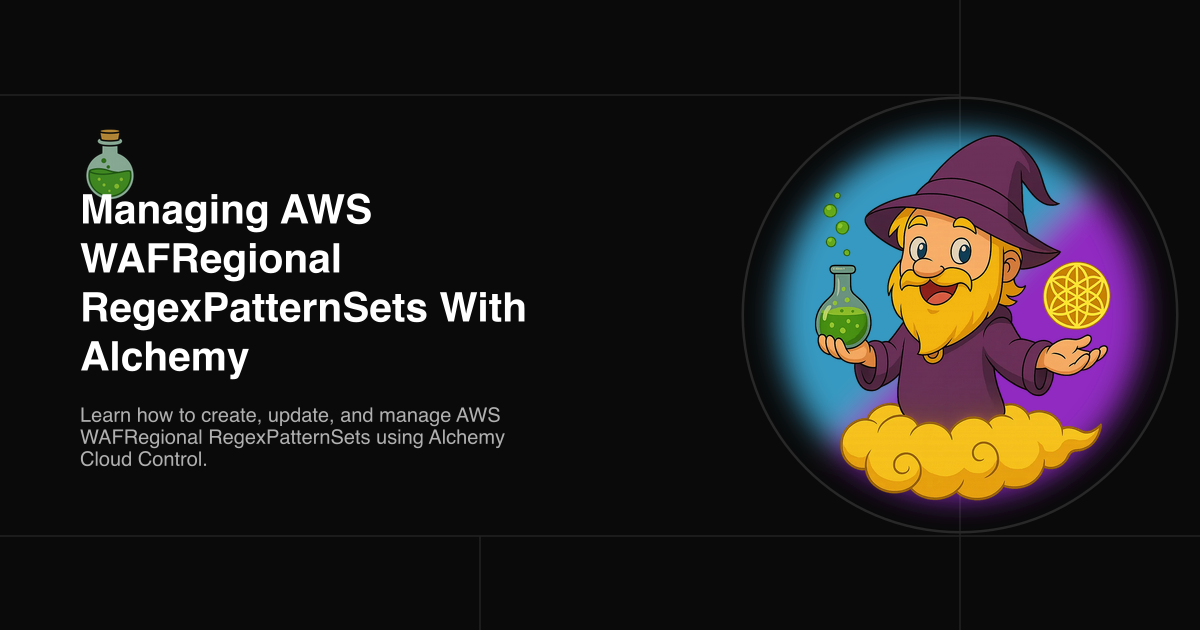 Managing AWS
WAFRegional
RegexPatternSets With
Alchemy
Learn how to create, update, and manage AWS
WAFRegional RegexPatternSets using Alchemy
Cloud Control.